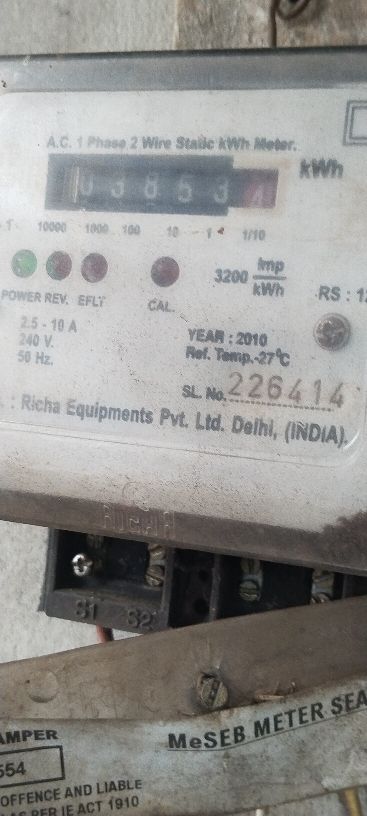 A.C. 1 Phase 2 Wire Static kWh Meter.
03853 4 kWh
10000 1000 100 10 1 1/10
3200 Imp/kWh
POWER REV. EFLT CAL.
RS : 1
2.5 - 10 A
240 V.
50 Hz.
YEAR : 2010
Ref. Temp.-27°C
SL. No. 226414
: Richa Equipments Pvt. Ltd. Delhi, (INDIA).
S1 S2
MeSEB METER SEA
AMPER
554
OFFENCE AND LIABLE
AS PER IE ACT 1910